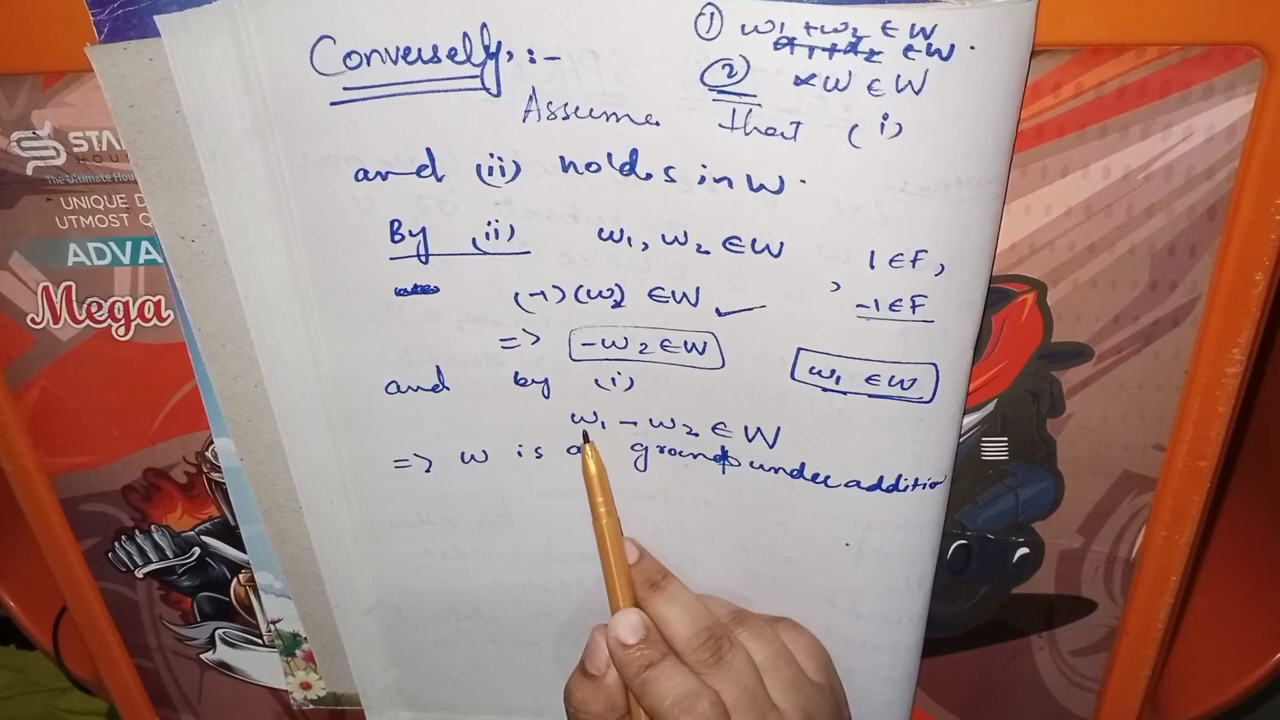 ① w₁ + w₂ ∈ W
Conversely :-
∈ W.
② αw ∈ W
Assume that (i)
and (ii) holds in W.
By (ii) w₁, w₂ ∈ W 1 ∈ F,
(-1)(w₂) ∈ W ✓ , -1 ∈ F
=> -w₂ ∈ W
w₁ ∈ W
and by (i)
w₁ - w₂ ∈ W
=> W is a group under addition
STA
HOU
The Ultimate Hou
UNIQUE D
UTMOST Q
ADVA
Mega